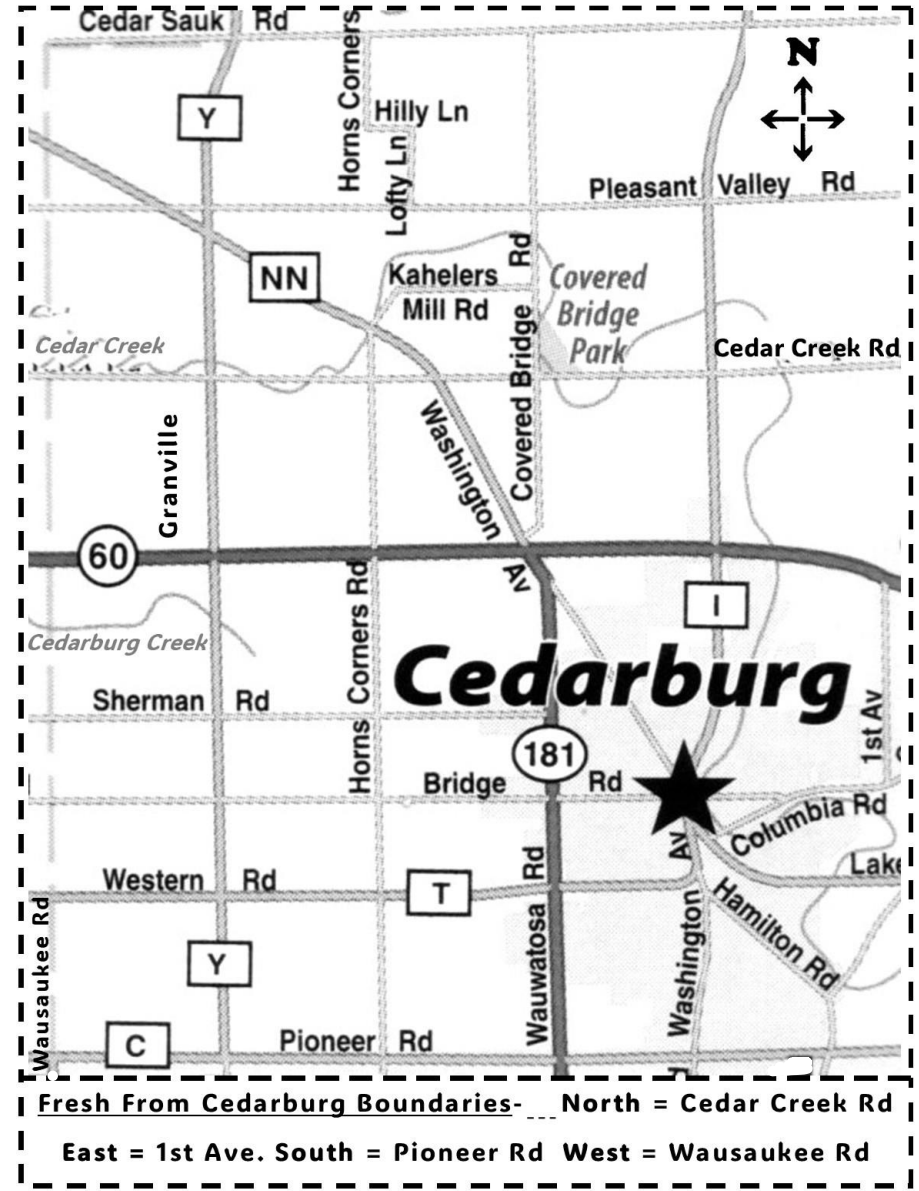 Cedar Sauk Rd
N
Horns Corners
Y
Hilly Ln
Lofty Ln
Pleasant Valley Rd
NN
Kahelers
Mill Rd
Covered Bridge Rd
Covered
Bridge
Park
Cedar Creek
Cedar Creek Rd
Washington Av
Granville
60
I
Cedarburg Creek
Horns Corners Rd
Cedarburg
Sherman Rd
1st Av
181
Bridge Rd
Columbia Rd
Western Rd
T
Wauwatosa Rd
Washington Av
Lake
Hamilton Rd
Wausaukee Rd
Y
C
Pioneer Rd
Fresh From Cedarburg Boundaries- ___North = Cedar Creek Rd
East = 1st Ave. South = Pioneer Rd West = Wausaukee Rd